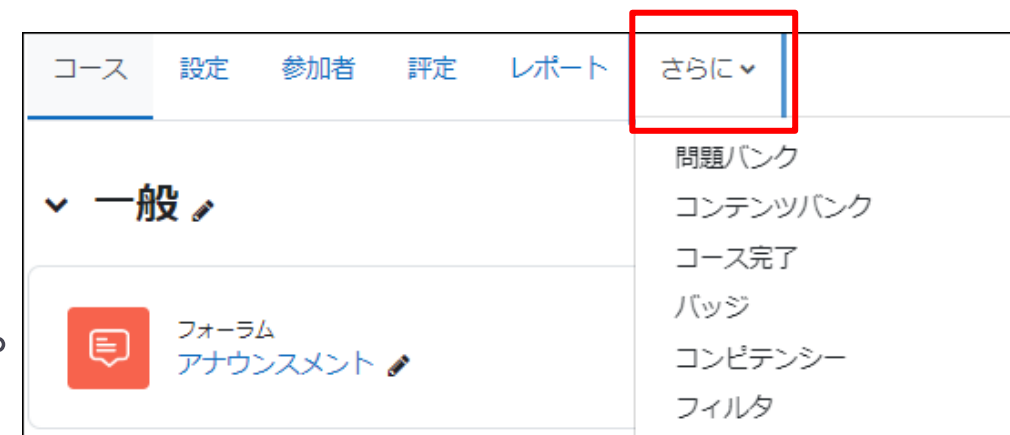 コース 設定 参加者 評定 レポート さらに
問題バンク
コンテンツバンク
コース完了
バッジ
コンピテンシー
フィルタ
一般
フォーラム
アナウンスメント